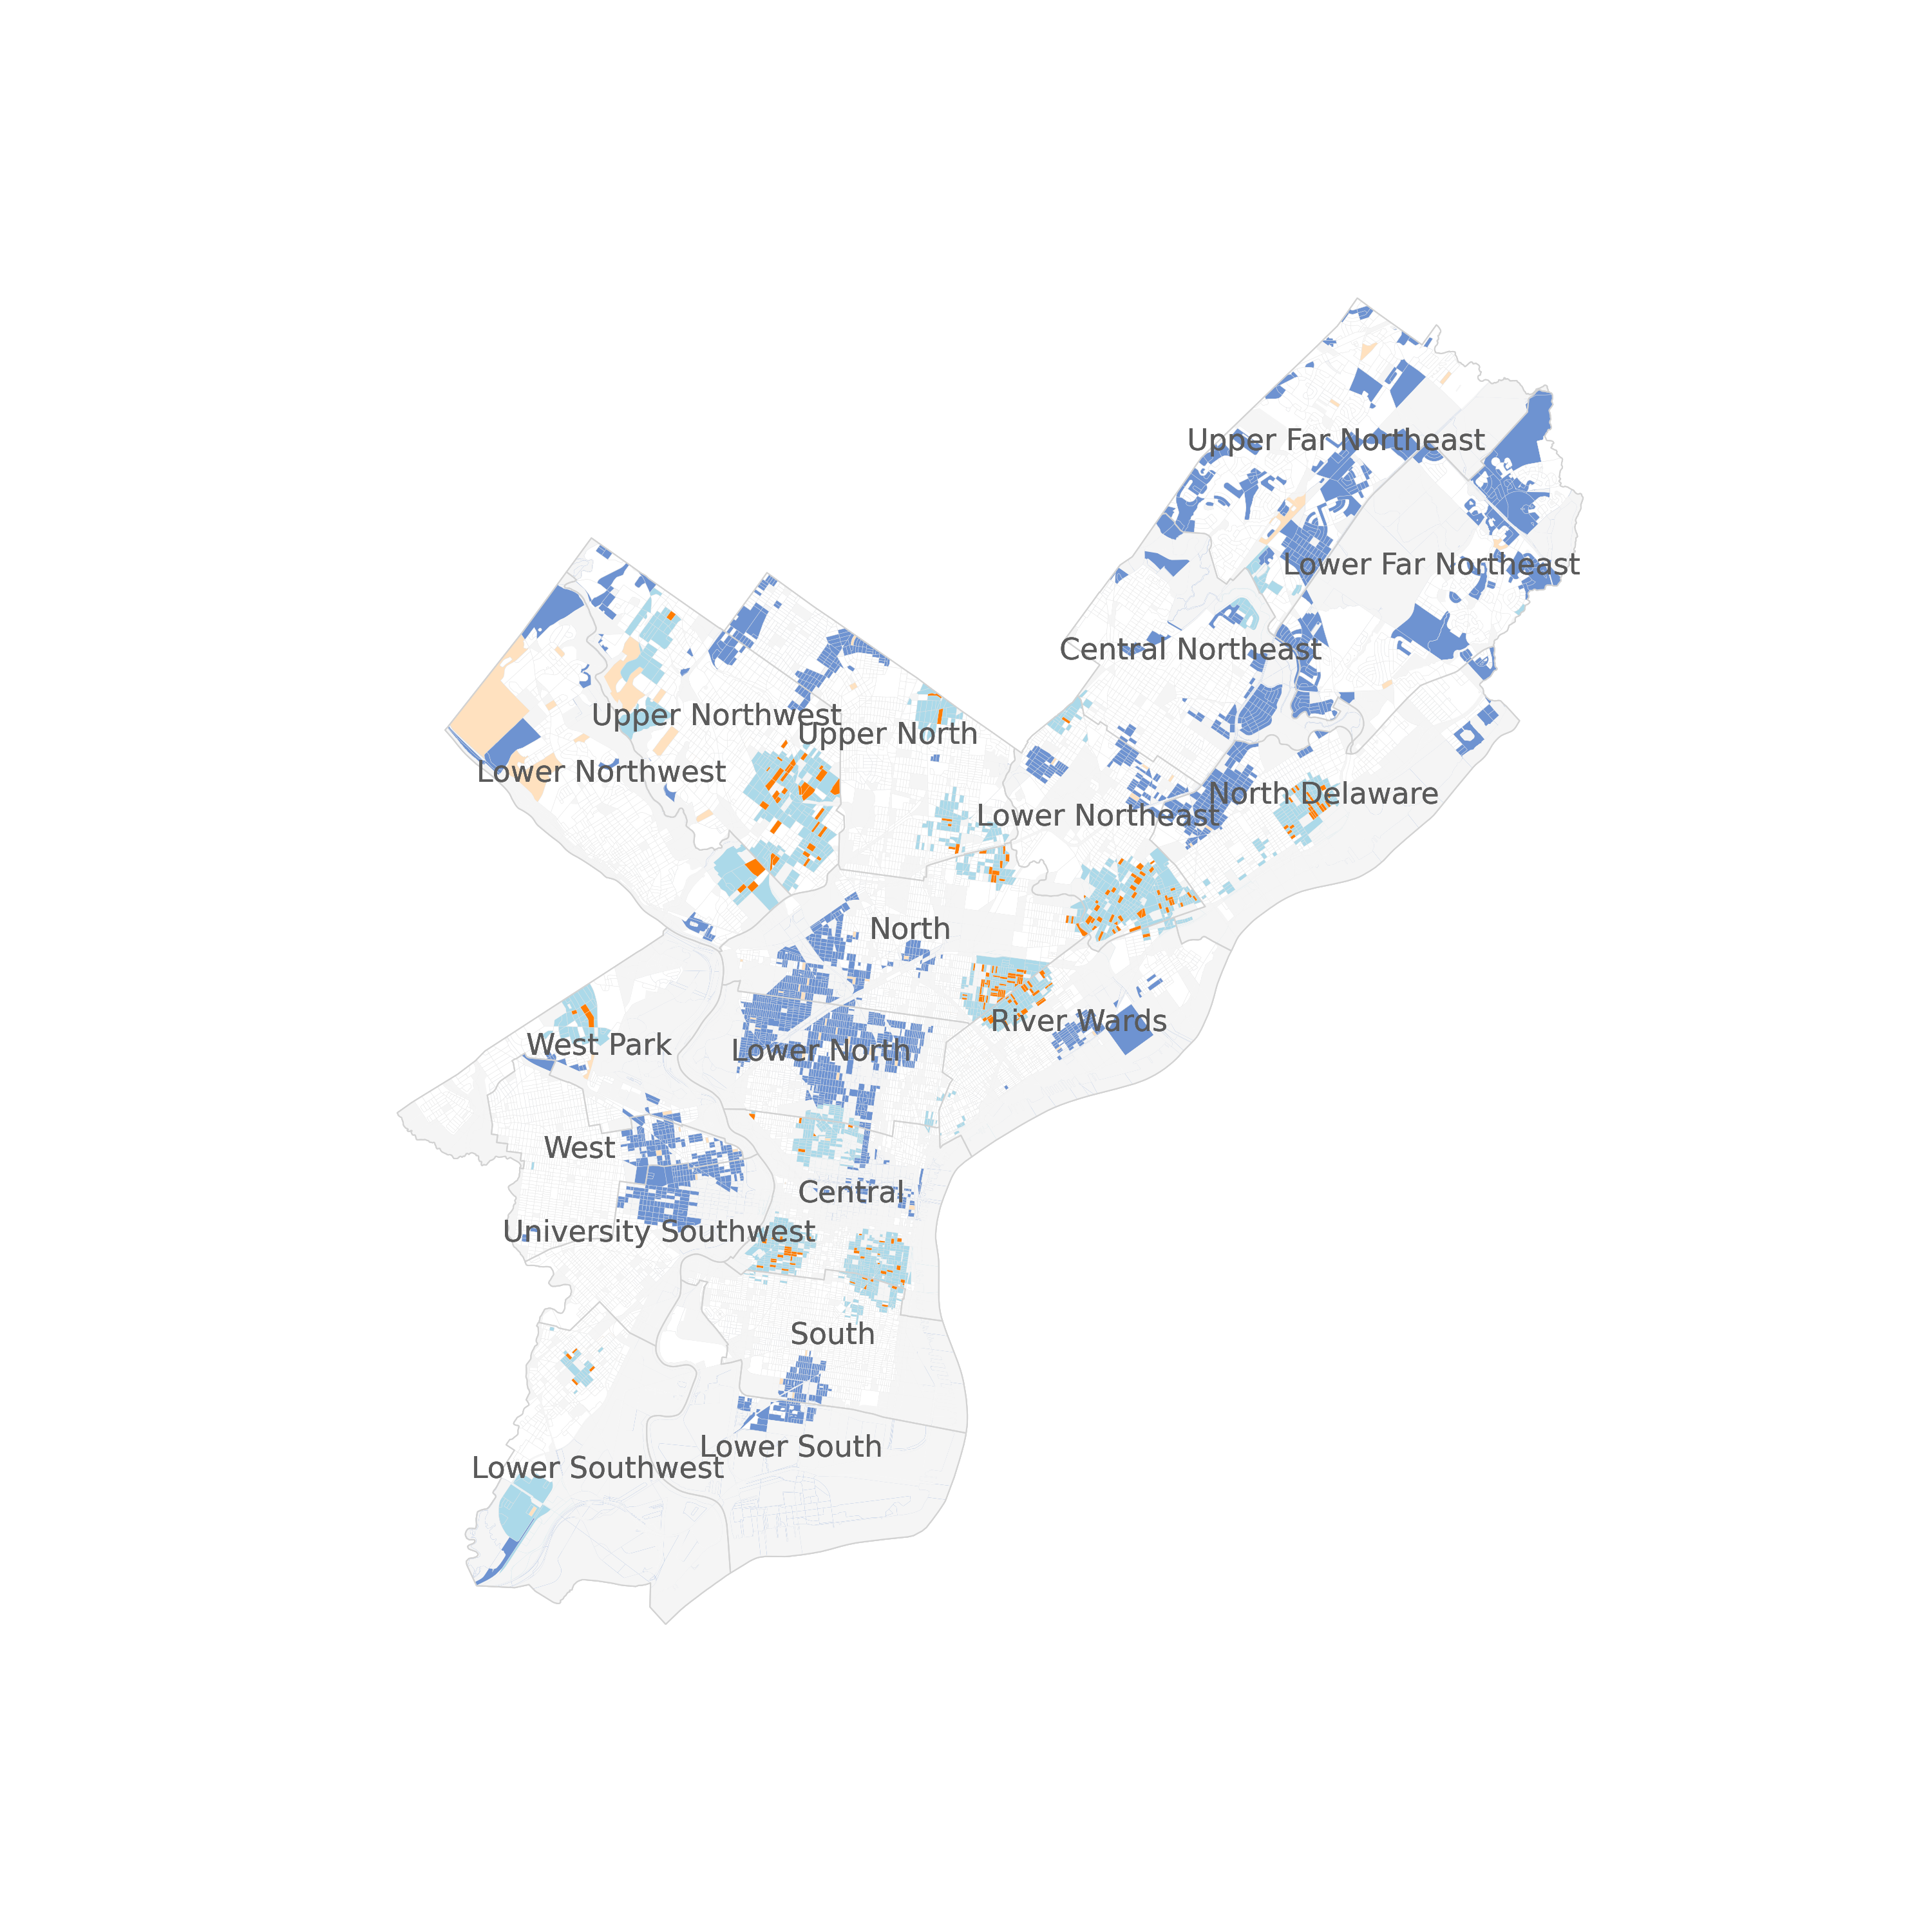 Upper Far Northeast
Lower Far Northeast
Central Northeast
Upper Northwest
Upper North
Lower Northwest
North Delaware
Lower Northeast
North
River Wards
West Park
Lower North
West
Central
University Southwest
South
Lower South
Lower Southwest